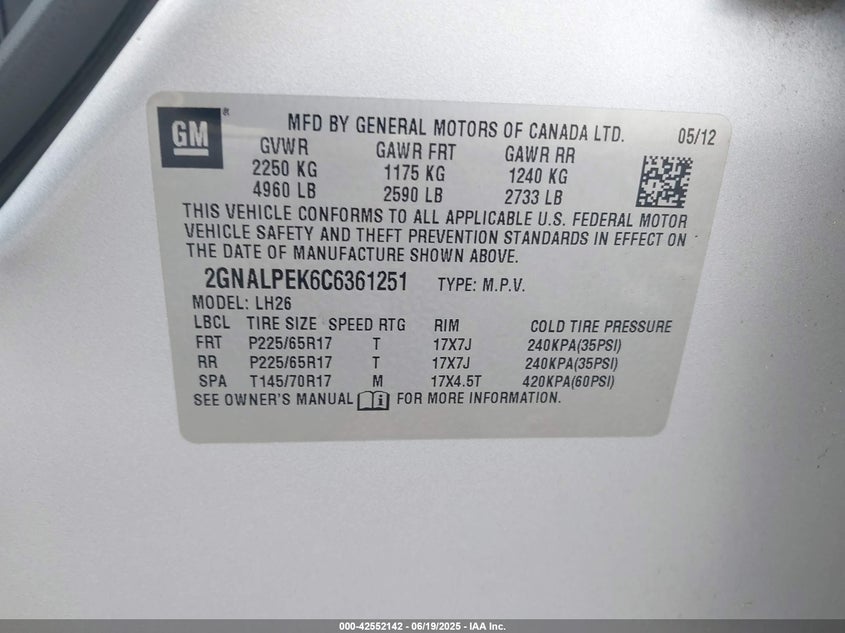 GM ®
MFD BY GENERAL MOTORS OF CANADA LTD. 05/12
GVWR GAWR FRT GAWR RR
2250 KG 1175 KG 1240 KG
4960 LB 2590 LB 2733 LB
THIS VEHICLE CONFORMS TO ALL APPLICABLE U.S. FEDERAL MOTOR
VEHICLE SAFETY AND THEFT PREVENTION STANDARDS IN EFFECT ON
THE DATE OF MANUFACTURE SHOWN ABOVE.
2GNALPEK6C6361251 TYPE: M.P.V.
MODEL: LH26
LBCL TIRE SIZE SPEED RTG RIM COLD TIRE PRESSURE
FRT P225/65R17 T 17X7J 240KPA(35PSI)
RR P225/65R17 T 17X7J 240KPA(35PSI)
SPA T145/70R17 M 17X4.5T 420KPA(60PSI)
SEE OWNER'S MANUAL i FOR MORE INFORMATION.
000-42552142 - 06/19/2025 - IAA Inc.